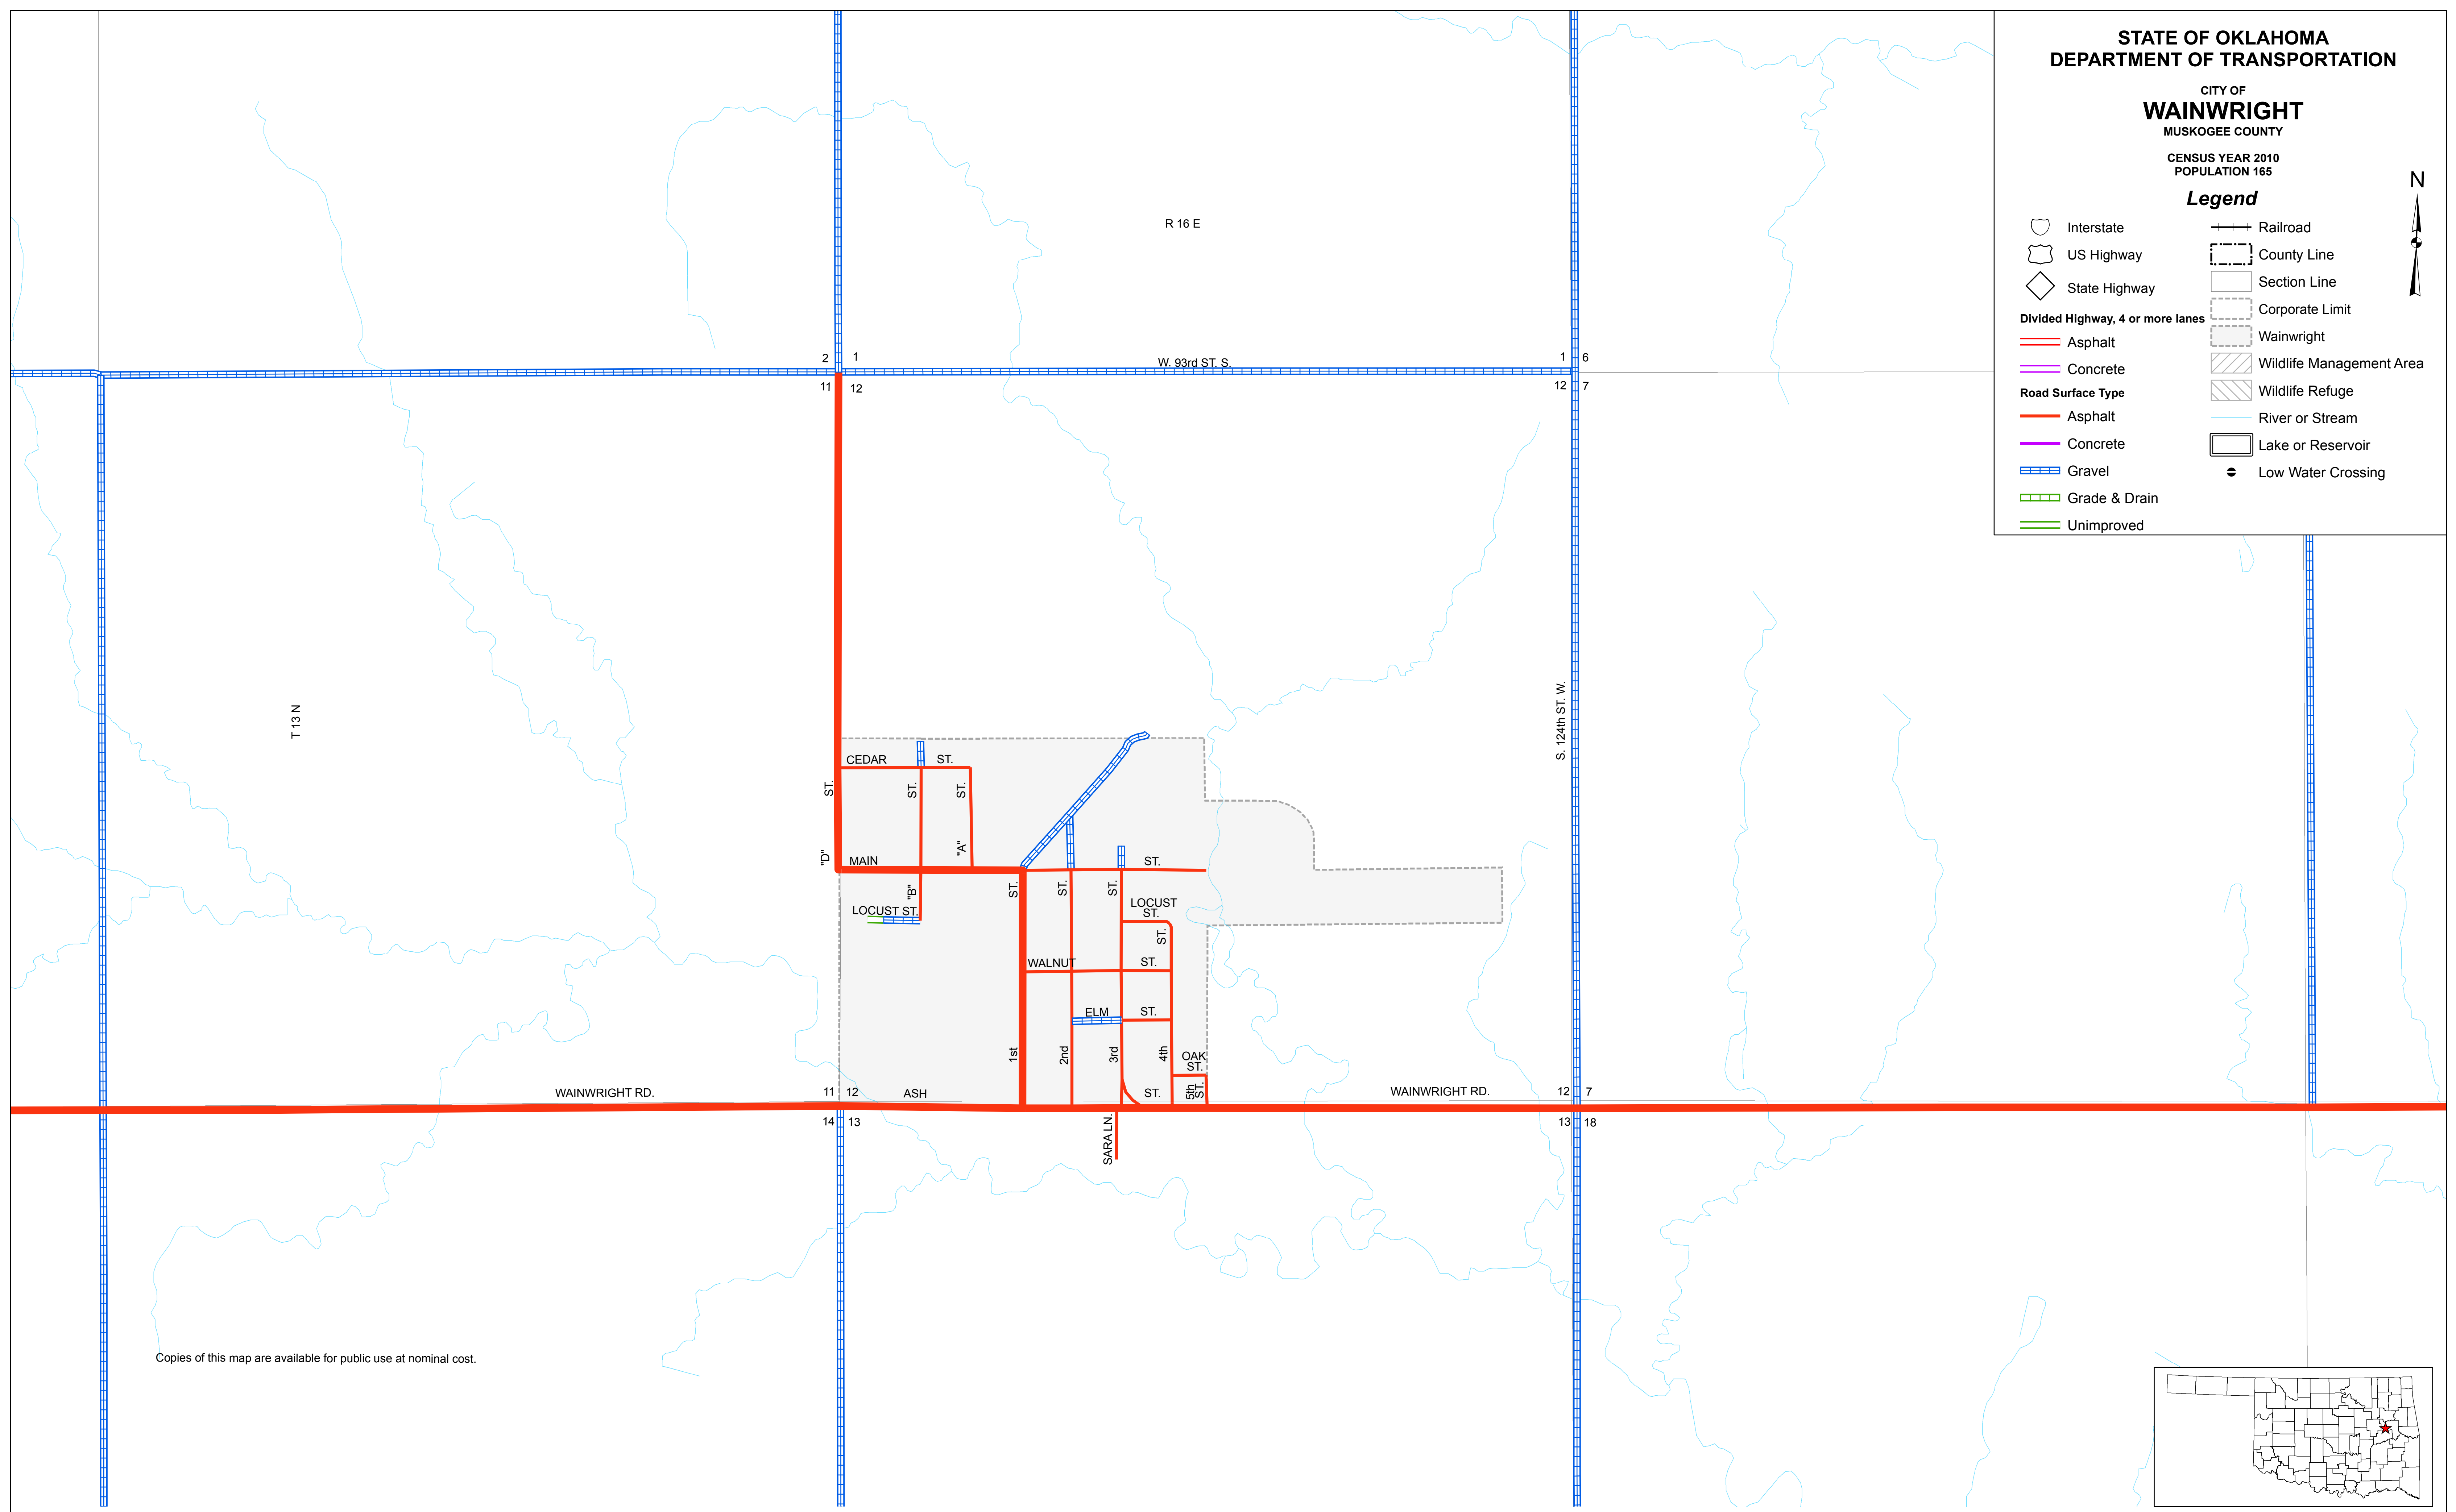 STATE OF OKLAHOMA
DEPARTMENT OF TRANSPORTATION
CITY OF
WAINWRIGHT
MUSKOGEE COUNTY
CENSUS YEAR 2010
POPULATION 165
N
Legend
Interstate
US Highway
State Highway
Divided Highway, 4 or more lanes
Asphalt
Concrete
Road Surface Type
Asphalt
Concrete
Gravel
Grade & Drain
Unimproved
Railroad
County Line
Section Line
Corporate Limit
Wainwright
Wildlife Management Area
Wildlife Refuge
River or Stream
Lake or Reservoir
Low Water Crossing
R 16 E
2 1
W. 93rd ST. S.
1 6
11 12
12 7
T 13 N
S. 124th ST. W.
CEDAR ST.
"D" ST.
"B" ST.
"A" ST.
MAIN ST.
LOCUST ST.
LOCUST
ST.
1st ST.
2nd ST.
3rd ST.
4th ST.
WALNUT ST.
ELM ST.
OAK
ST.
5th
ST.
WAINWRIGHT RD.
11 12
ASH ST.
WAINWRIGHT RD.
12 7
14 13
13 18
SARA LN.
Copies of this map are available for public use at nominal cost.